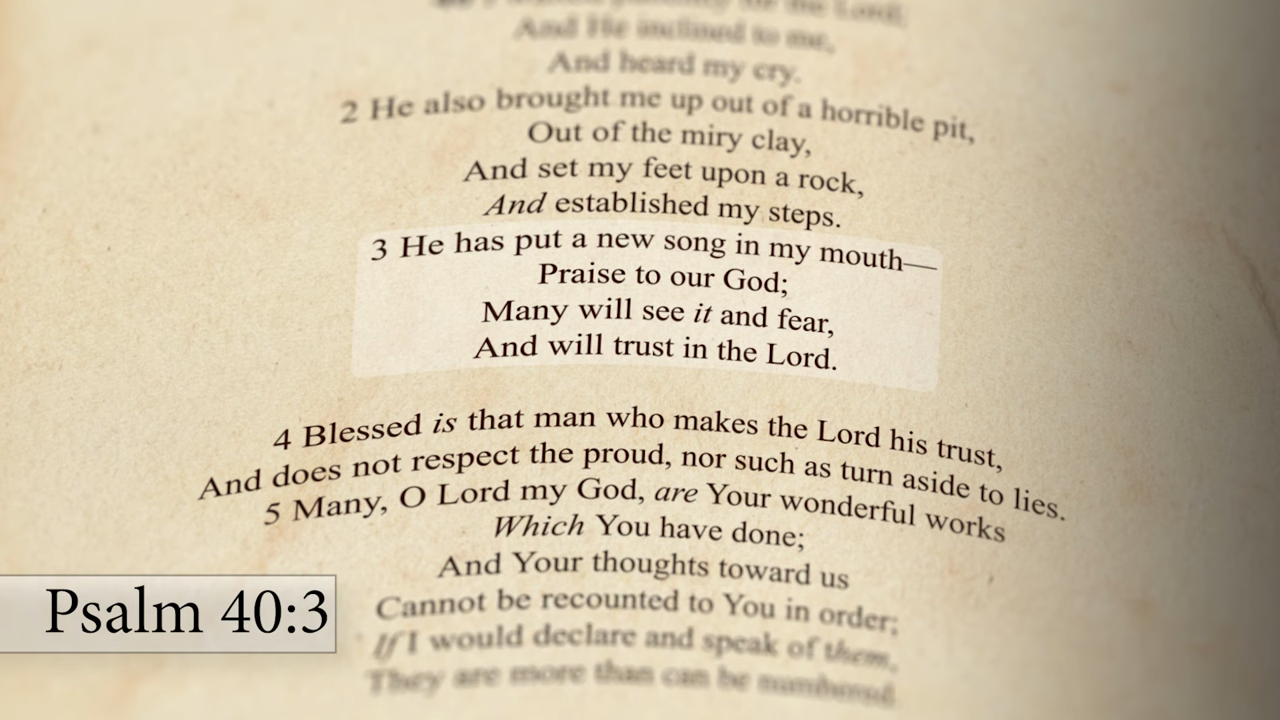 patiently for the Lord;
And He inclined to me,
And heard my cry.
2 He also brought me up out of a horrible pit,
Out of the miry clay,
And set my feet upon a rock,
And established my steps.
3 He has put a new song in my mouth—
Praise to our God;
Many will see it and fear,
And will trust in the Lord.
4 Blessed is that man who makes the Lord his trust,
And does not respect the proud, nor such as turn aside to lies.
5 Many, O Lord my God, are Your wonderful works
Which You have done;
And Your thoughts toward us
Cannot be recounted to You in order;
If I would declare and speak of them,
They are more than can be numbered.
Psalm 40:3